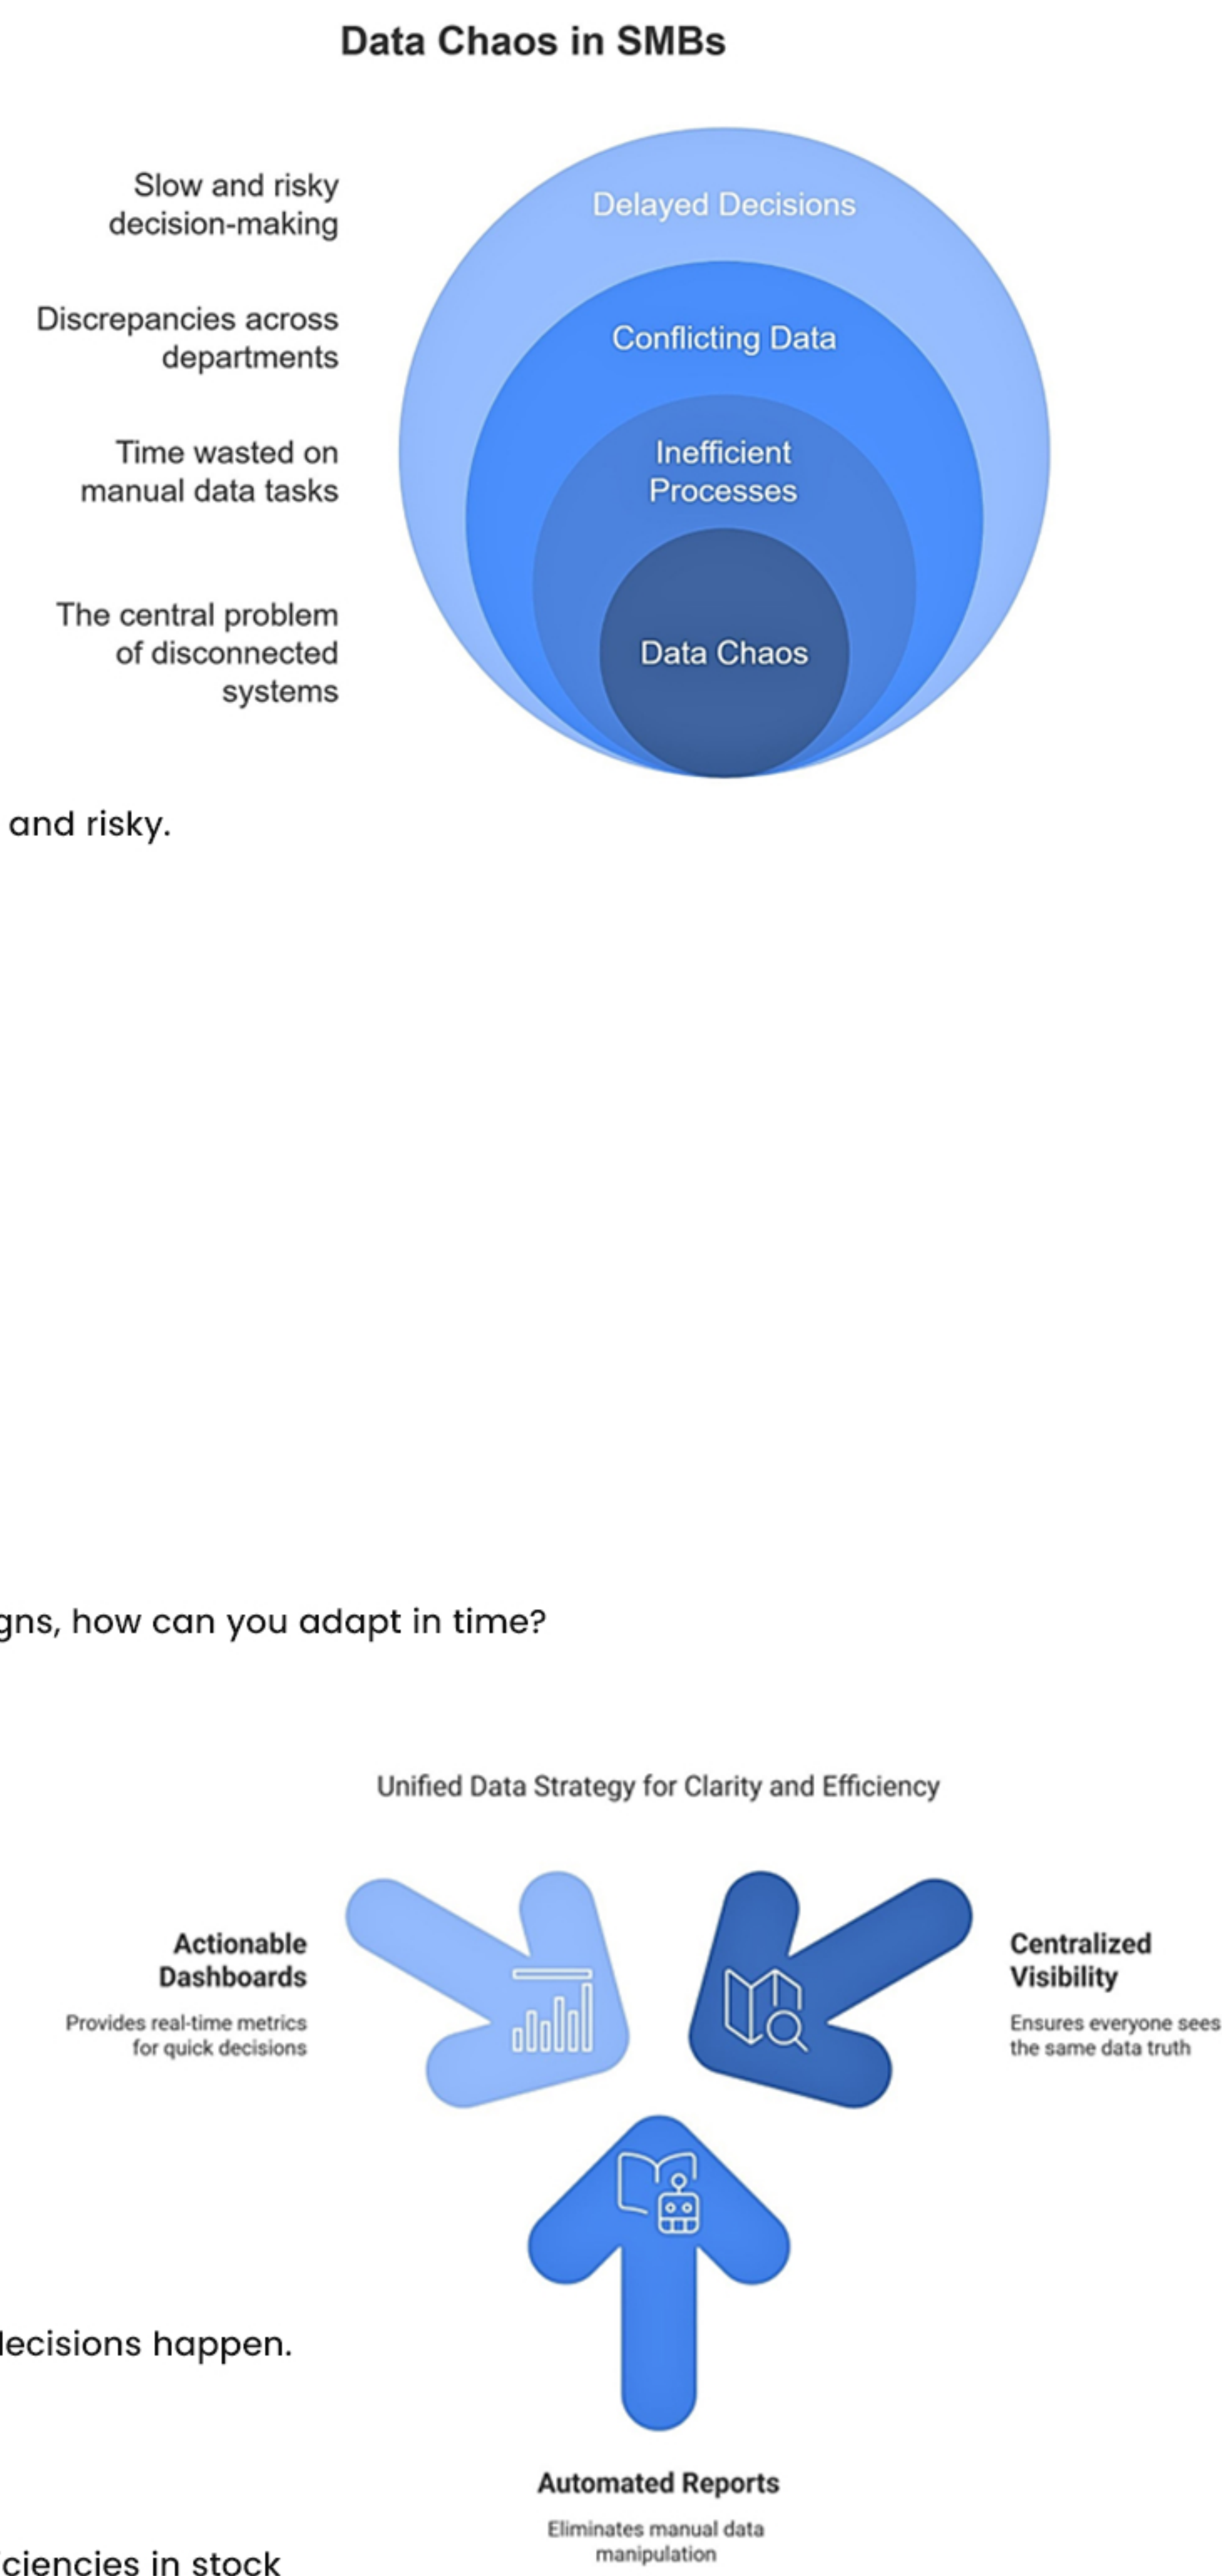 Data Chaos in SMBs
Slow and risky
decision-making
Delayed Decisions
Discrepancies across
departments
Conflicting Data
Time wasted on
manual data tasks
Inefficient
Processes
The central problem
of disconnected
systems
Data Chaos
and risky.
gns, how can you adapt in time?
Unified Data Strategy for Clarity and Efficiency
Actionable
Dashboards
Provides real-time metrics
for quick decisions
Centralized
Visibility
Ensures everyone sees
the same data truth
decisions happen.
Automated Reports
Eliminates manual data
manipulation
ciencies in stock